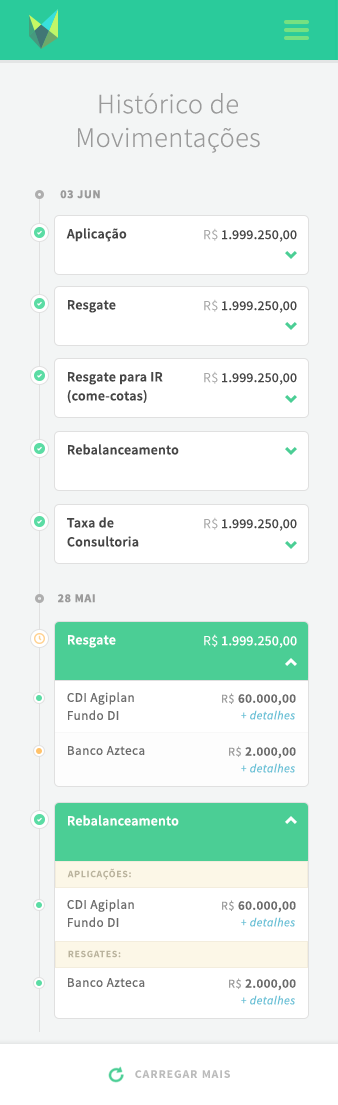 Histórico de
Movimentações
03 JUN
Aplicação R$ 1.999.250,00
Resgate R$ 1.999.250,00
Resgate para IR R$ 1.999.250,00
(come-cotas)
Rebalanceamento
Taxa de R$ 1.999.250,00
Consultoria
28 MAI
Resgate R$ 1.999.250,00
CDI Agiplan R$ 60.000,00
Fundo DI + detalhes
Banco Azteca R$ 2.000,00
+ detalhes
Rebalanceamento
APLICAÇÕES:
CDI Agiplan R$ 60.000,00
Fundo DI + detalhes
RESGATES:
Banco Azteca R$ 2.000,00
+ detalhes
CARREGAR MAIS